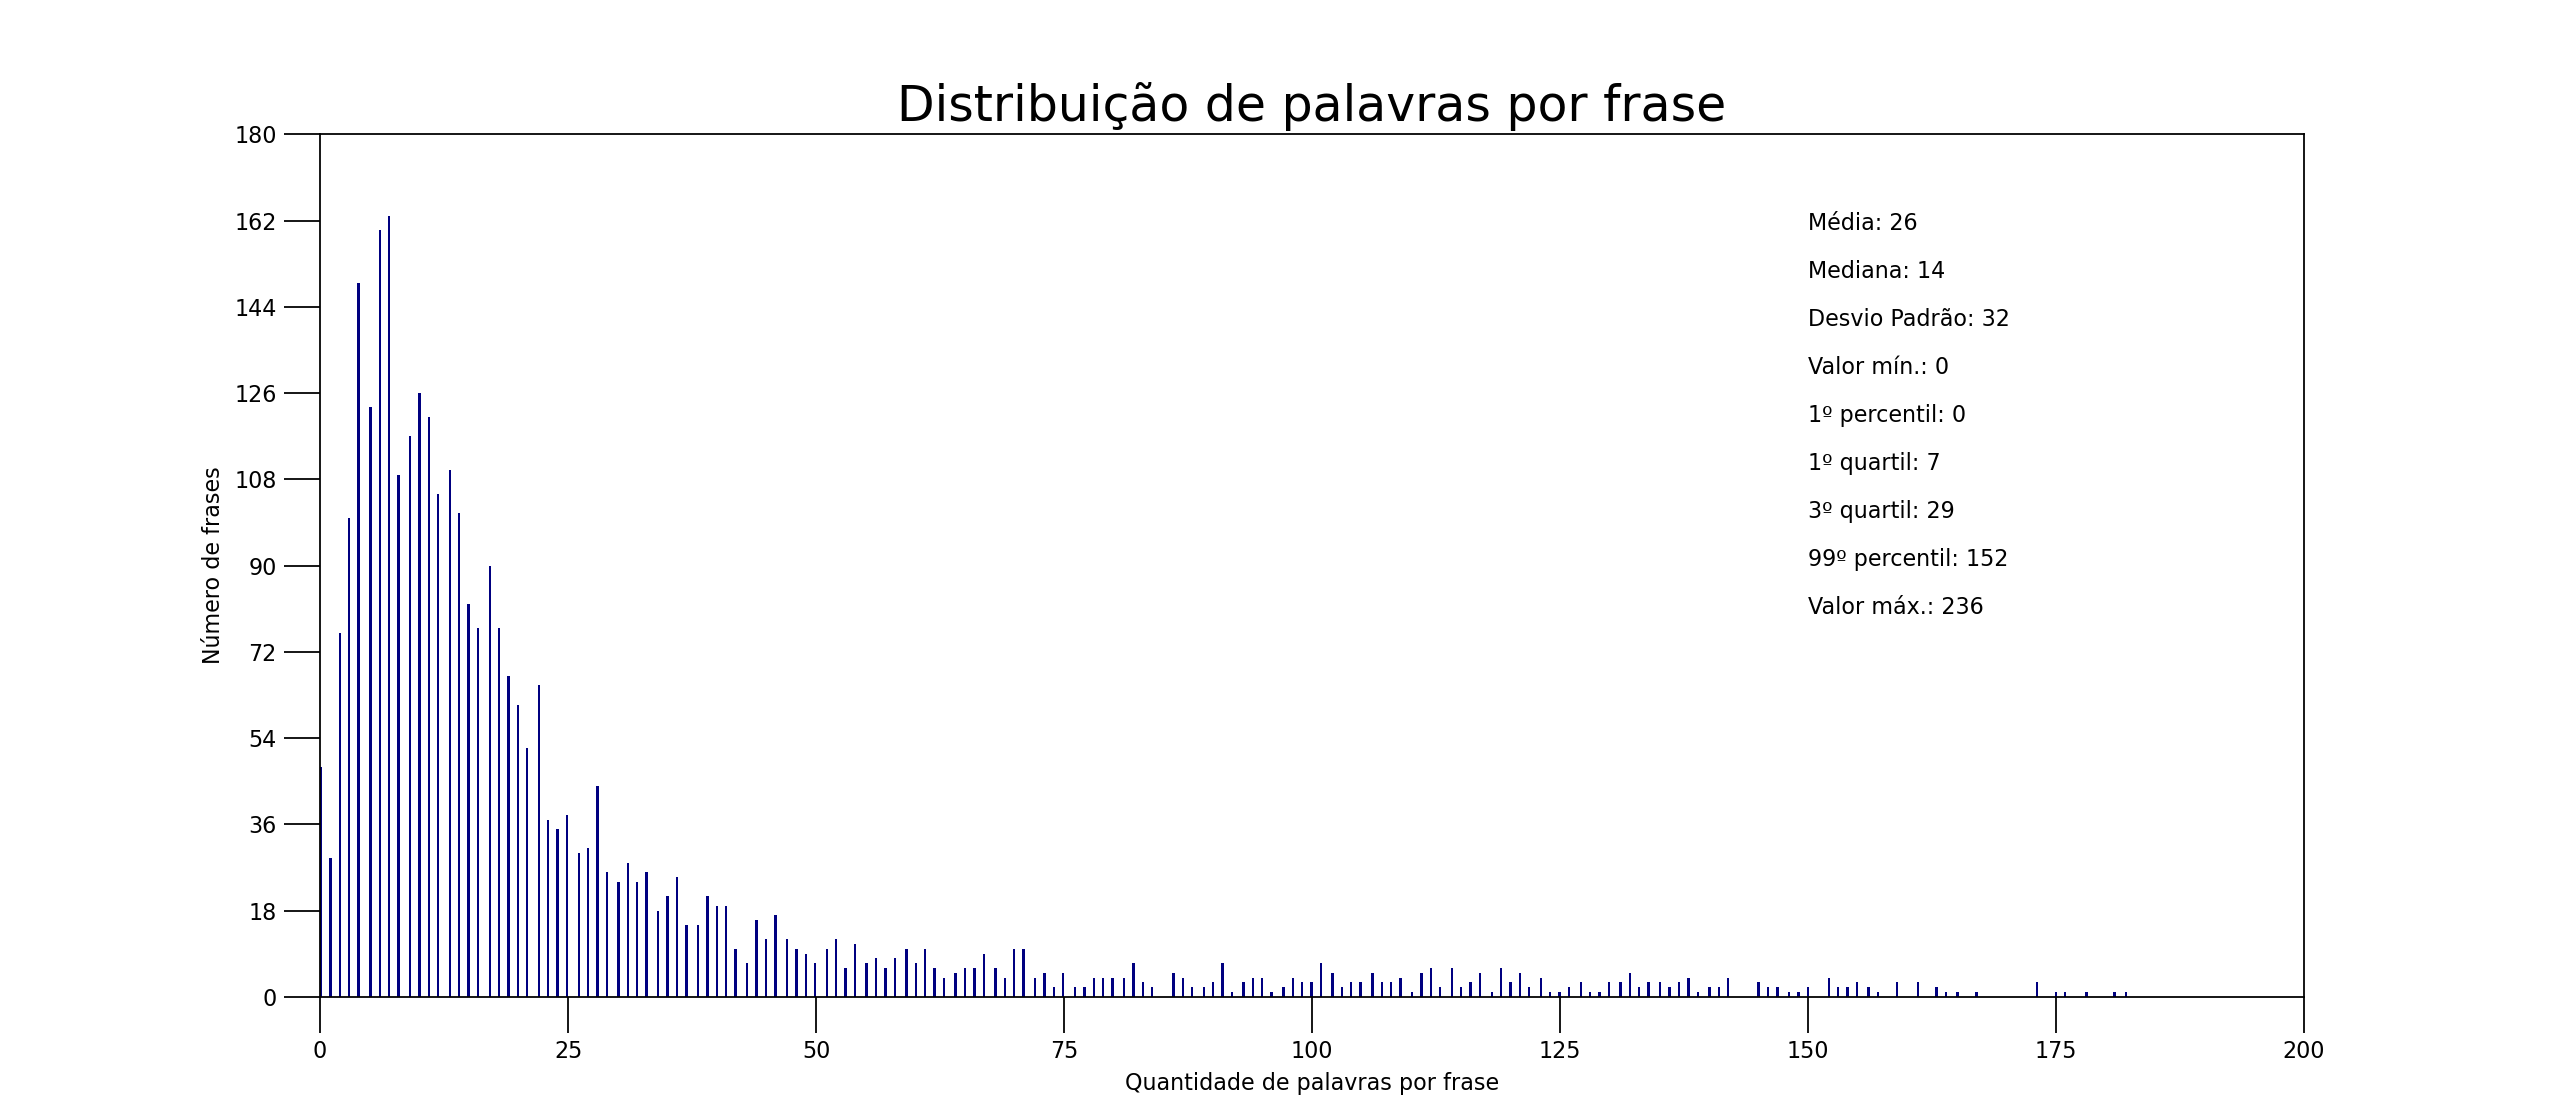 Distribuição de palavras por frase
180
162
144
126
108
90
72
54
36
18
0
Número de frases
Média: 26
Mediana: 14
Desvio Padrão: 32
Valor mín.: 0
1º percentil: 0
1º quartil: 7
3º quartil: 29
99º percentil: 152
Valor máx.: 236
0 25 50 75 100 125 150 175 200
Quantidade de palavras por frase